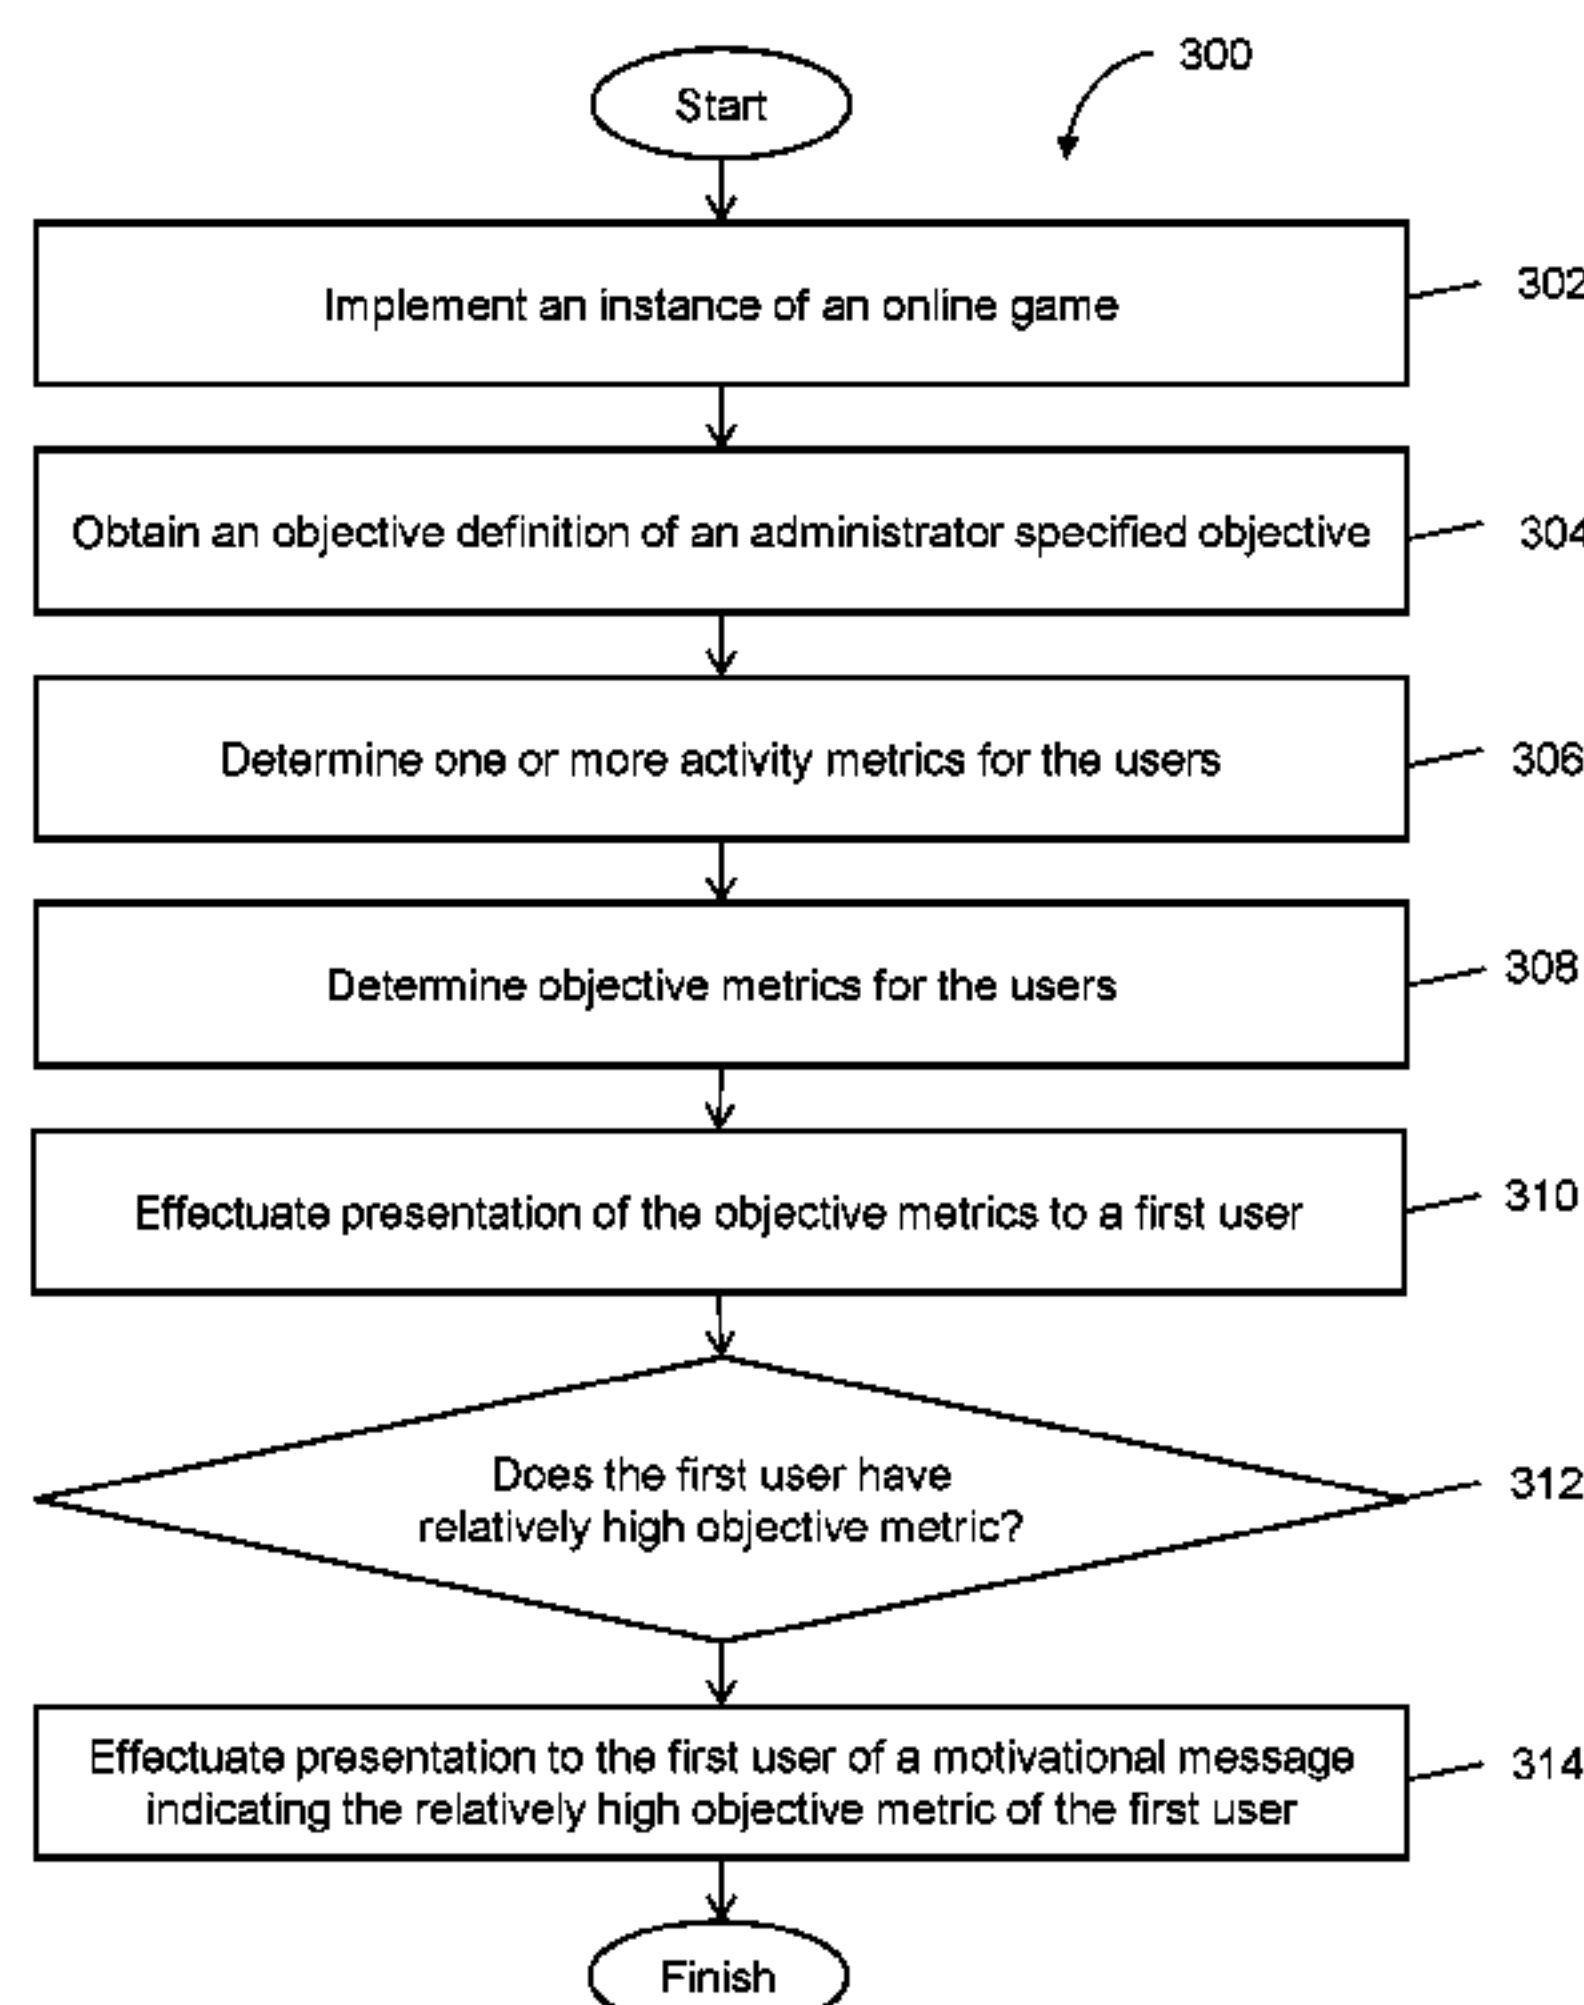 300
Start
Implement an instance of an online game
302
Obtain an objective definition of an administrator specified objective
304
Determine one or more activity metrics for the users
306
Determine objective metrics for the users
308
Effectuate presentation of the objective metrics to a first user
310
Does the first user have
relatively high objective metric?
312
Effectuate presentation to the first user of a motivational message
indicating the relatively high objective metric of the first user
314
Finish